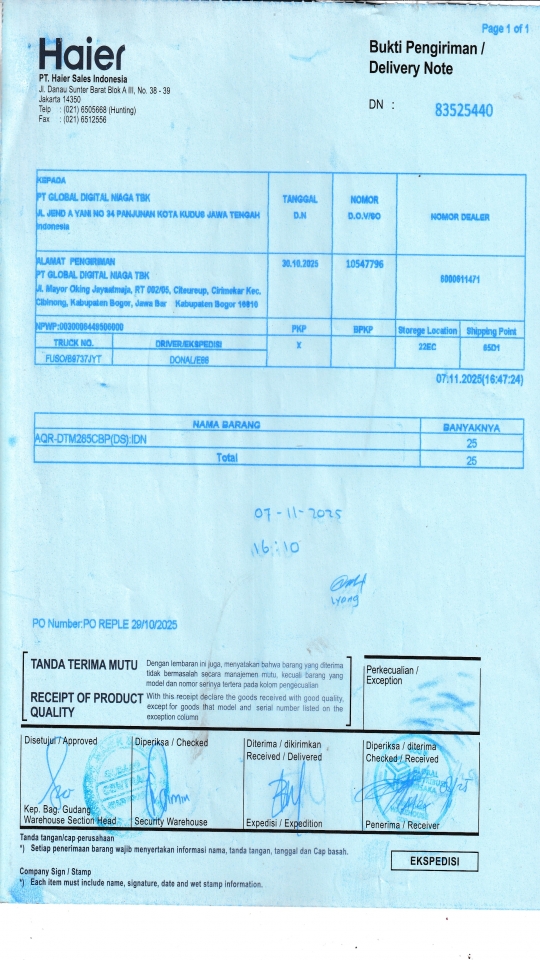 Page 1 of 1
Haier
Bukti Pengiriman /
Delivery Note
PT. Haier Sales Indonesia
Jl. Danau Sunter Barat Blok A III, No. 38 - 39
Jakarta 14350
Telp : (021) 6505668 (Hunting)
Fax : (021) 6512556
DN : 83525440
KEPADA
PT GLOBAL DIGITAL NIAGA TBK
JL JEND A YANI NO 34 PANJUNAN KOTA KUDUS JAWA TENGAH
Indonesia
TANGGAL
D.N
NOMOR
D.O./SO
NOMOR DEALER
ALAMAT PENGIRIMAN
PT GLOBAL DIGITAL NIAGA TBK
Jl. Mayor Oking Jayaatmaja, RT 002/05, Citeureup, Cirimekar Kec.
Cibinong, Kabupaten Bogor, Jawa Bar Kabupaten Bogor
30.10.2025
10547796
NPWP:
PKP
BPKP
Storege Location
Shipping Point
TRUCK NO.
DRIVER/EKSPEDISI
X
FUSO/B9737JYT
07.11.2025(16:47:24)
NAMA BARANG
BANYAKNYA
AQR-DTM265CBP(DS):IDN
25
Total
25
07-11-2025
16:10
Lyong
PO Number:PO REPLE 29/10/2025
TANDA TERIMA MUTU
Dengan lembaran ini juga, menyatakan bahwa barang yang diterima
tidak bermasalah secara manajemen mutu, kecuali barang yang
model dan nomor serinya tertera pada kolom pengecualian
RECEIPT OF PRODUCT
QUALITY
With this receipt declare the goods received with good quality,
except for goods that model and serial number listed on the
exception column
Perkecualian /
Exception
Disetujui / Approved
Diperiksa / Checked
Diterima / dikirimkan
Received / Delivered
Diperiksa / diterima
Checked / Received
Kep. Bag. Gudang
Warehouse Section Head
Security Warehouse
Expedisi / Expedition
Penerima / Receiver
Tanda tangan/cap perusahaan
*) Setiap penerimaan barang wajib menyertakan informasi nama, tanda tangan, tanggal dan Cap basah.
EKSPEDISI
Company Sign / Stamp
*) Each item must include name, signature, date and wet stamp information.